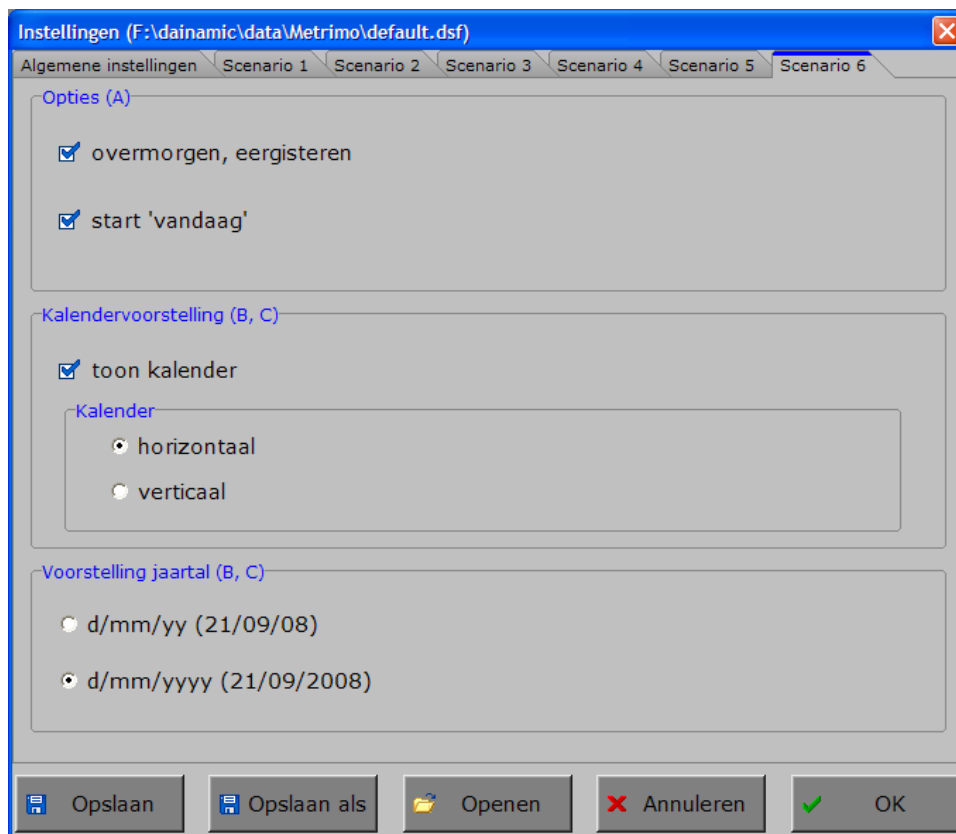 Instellingen (F:\dainamic\data\Metrimo\default.dsf)
Algemene instellingen Scenario 1 Scenario 2 Scenario 3 Scenario 4 Scenario 5 Scenario 6
Opties (A)
overmorgen, eergisteren
start 'vandaag'
Kalendervoorstelling (B, C)
toon kalender
Kalender
horizontaal
verticaal
Voorstelling jaartal (B, C)
d/mm/yy (21/09/08)
d/mm/yyyy (21/09/2008)
Opslaan Opslaan als Openen Annuleren OK